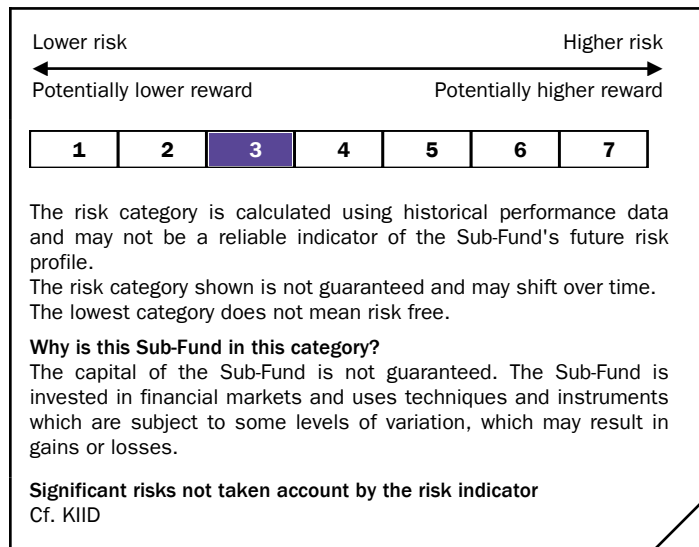 Lower risk Higher risk
Potentially lower reward Potentially higher reward
1 2 3 4 5 6 7
The risk category is calculated using historical performance data
and may not be a reliable indicator of the Sub-Fund's future risk
profile.
The risk category shown is not guaranteed and may shift over time.
The lowest category does not mean risk free.
Why is this Sub-Fund in this category?
The capital of the Sub-Fund is not guaranteed. The Sub-Fund is
invested in financial markets and uses techniques and instruments
which are subject to some levels of variation, which may result in
gains or losses.
Significant risks not taken account by the risk indicator
Cf. KIID